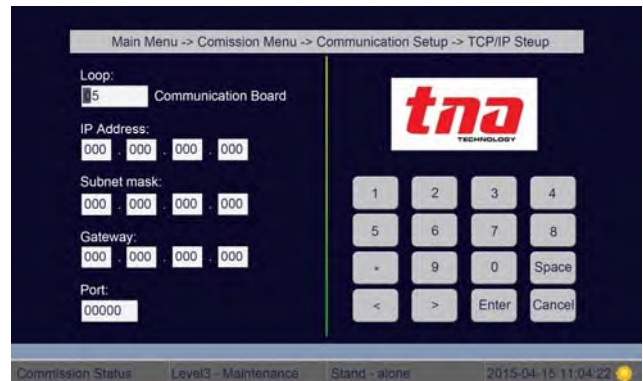 Main Menu -> Comission Menu -> Communication Setup -> TCP/IP Steup
Loop:
05 Communication Board
IP Address:
000 . 000 . 000 . 000
Subnet mask:
000 . 000 . 000 . 000
Gateway:
000 . 000 . 000 . 000
Port:
00000
tna
TECHNOLOGY
1 2 3 4
5 6 7 8
* 9 0 Space
< > Enter Cancel
Commission Status Level3 - Maintenance Stand - alone 2015-04-15 11:04:22